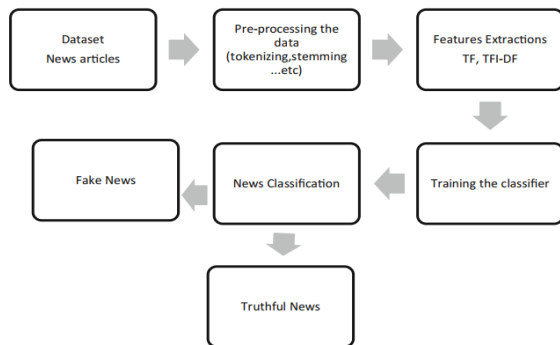 Dataset
News articles
Pre-processing the
data
(tokenizing,stemming
...etc)
Features Extractions
TF, TFI-DF
Fake News
News Classification
Training the classifier
Truthful News